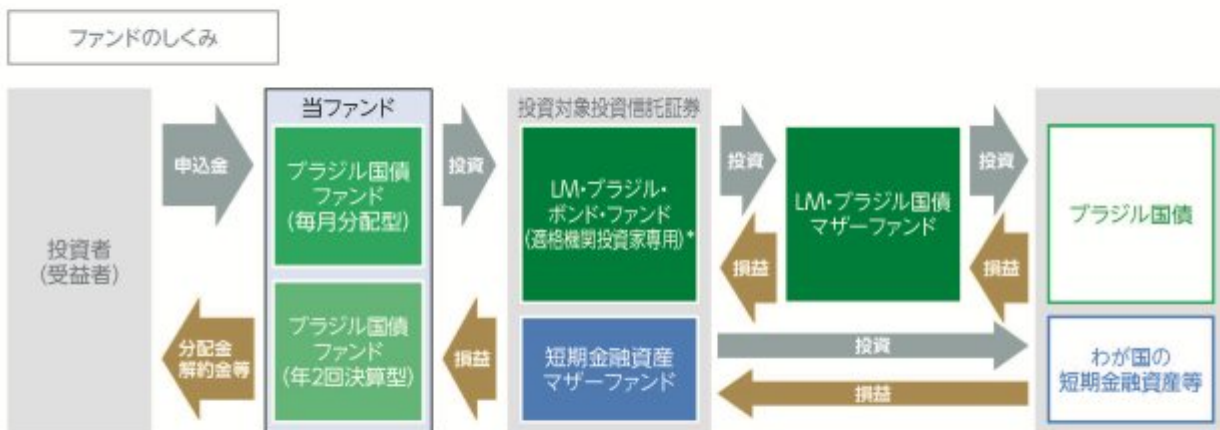 ファンドのしくみ
投資者
(受益者)
申込金
分配金
解約金等
当ファンド
ブラジル国債
ファンド
(毎月分配型)
ブラジル国債
ファンド
(年2回決算型)
投資
損益
投資対象投資信託証券
LM・ブラジル・
ボンド・ファンド
(適格機関投資家専用)*
短期金融資産
マザーファンド
投資
損益
LM・ブラジル国債
マザーファンド
投資
損益
投資
損益
ブラジル国債
わが国の
短期金融資産等